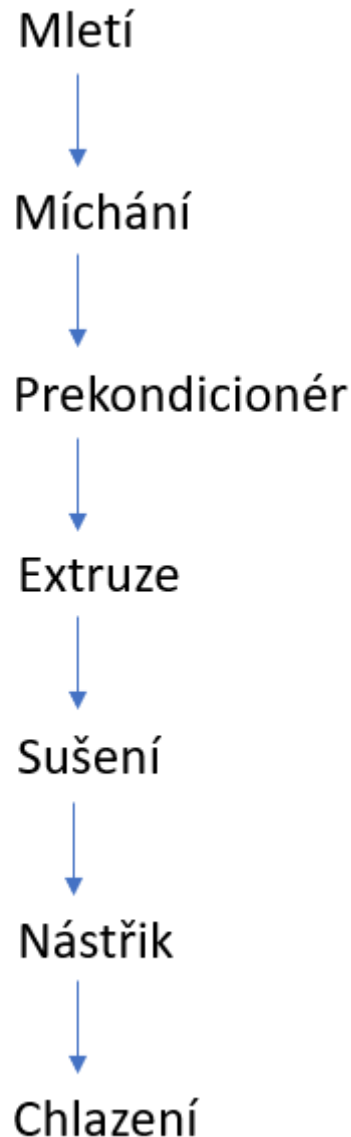 Mletí
Míchání
Prekondicionér
Extruze
Sušení
Nástřik
Chlazení